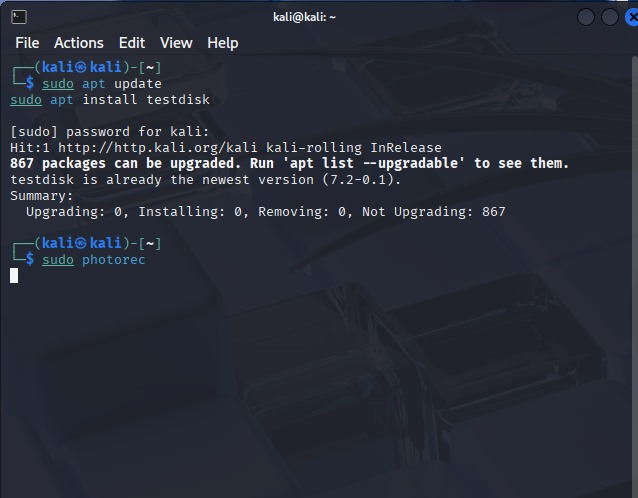 kali@kali: ~
File Actions Edit View Help
┌──(kali㉿kali)-[~]
└─$ sudo apt update
sudo apt install testdisk
[sudo] password for kali:
Hit:1 http://http.kali.org/kali kali-rolling InRelease
867 packages can be upgraded. Run 'apt list --upgradable' to see them.
testdisk is already the newest version (7.2-0.1).
Summary:
  Upgrading: 0, Installing: 0, Removing: 0, Not Upgrading: 867
┌──(kali㉿kali)-[~]
└─$ sudo photorec